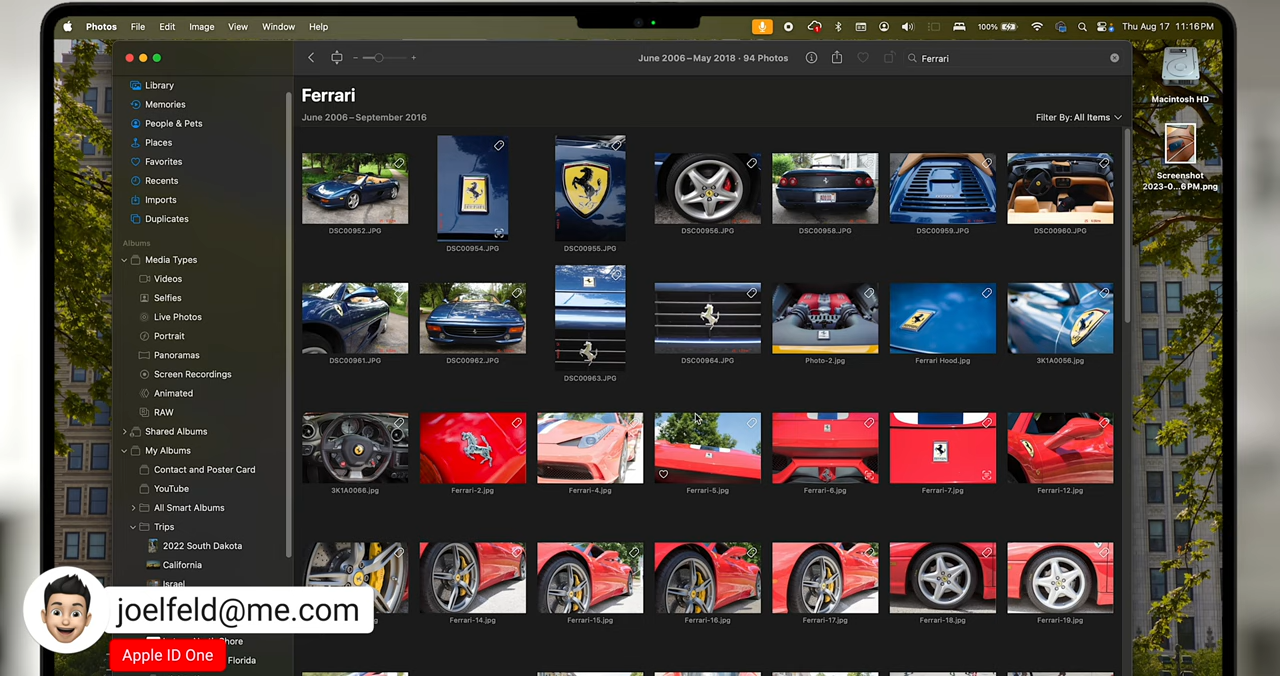 Photos File Edit Image View Window Help 100% Thu Aug 17 11:16PM
June 2006 – May 2018 · 94 Photos Ferrari
Library
Memories
People & Pets
Places
Favorites
Recents
Imports
Duplicates
Albums
Media Types
Videos
Selfies
Live Photos
Portrait
Panoramas
Screen Recordings
Animated
RAW
Shared Albums
My Albums
Contact and Poster Card
YouTube
All Smart Albums
Trips
2022 South Dakota
California
Israel
Shore
Florida
Ferrari
June 2006 – September 2016
Filter By: All Items
DSC00952.JPG
DSC00954.JPG
DSC00955.JPG
DSC00956.JPG
DSC00958.JPG
DSC00959.JPG
DSC00960.JPG
DSC00961.JPG
DSC00962.JPG
DSC00963.JPG
DSC00964.JPG
Photo-2.jpg
Ferrari Hood.jpg
3K1A0056.jpg
3K1A0066.jpg
Ferrari-2.jpg
Ferrari-4.jpg
Ferrari-5.jpg
Ferrari-6.jpg
Ferrari-7.jpg
Ferrari-12.jpg
Ferrari-14.jpg
Ferrari-15.jpg
Ferrari-16.jpg
Ferrari-17.jpg
Ferrari-18.jpg
Ferrari-19.jpg
Macintosh HD
Screenshot
2023-0...6PM.png
joelfeld@me.com
Apple ID One